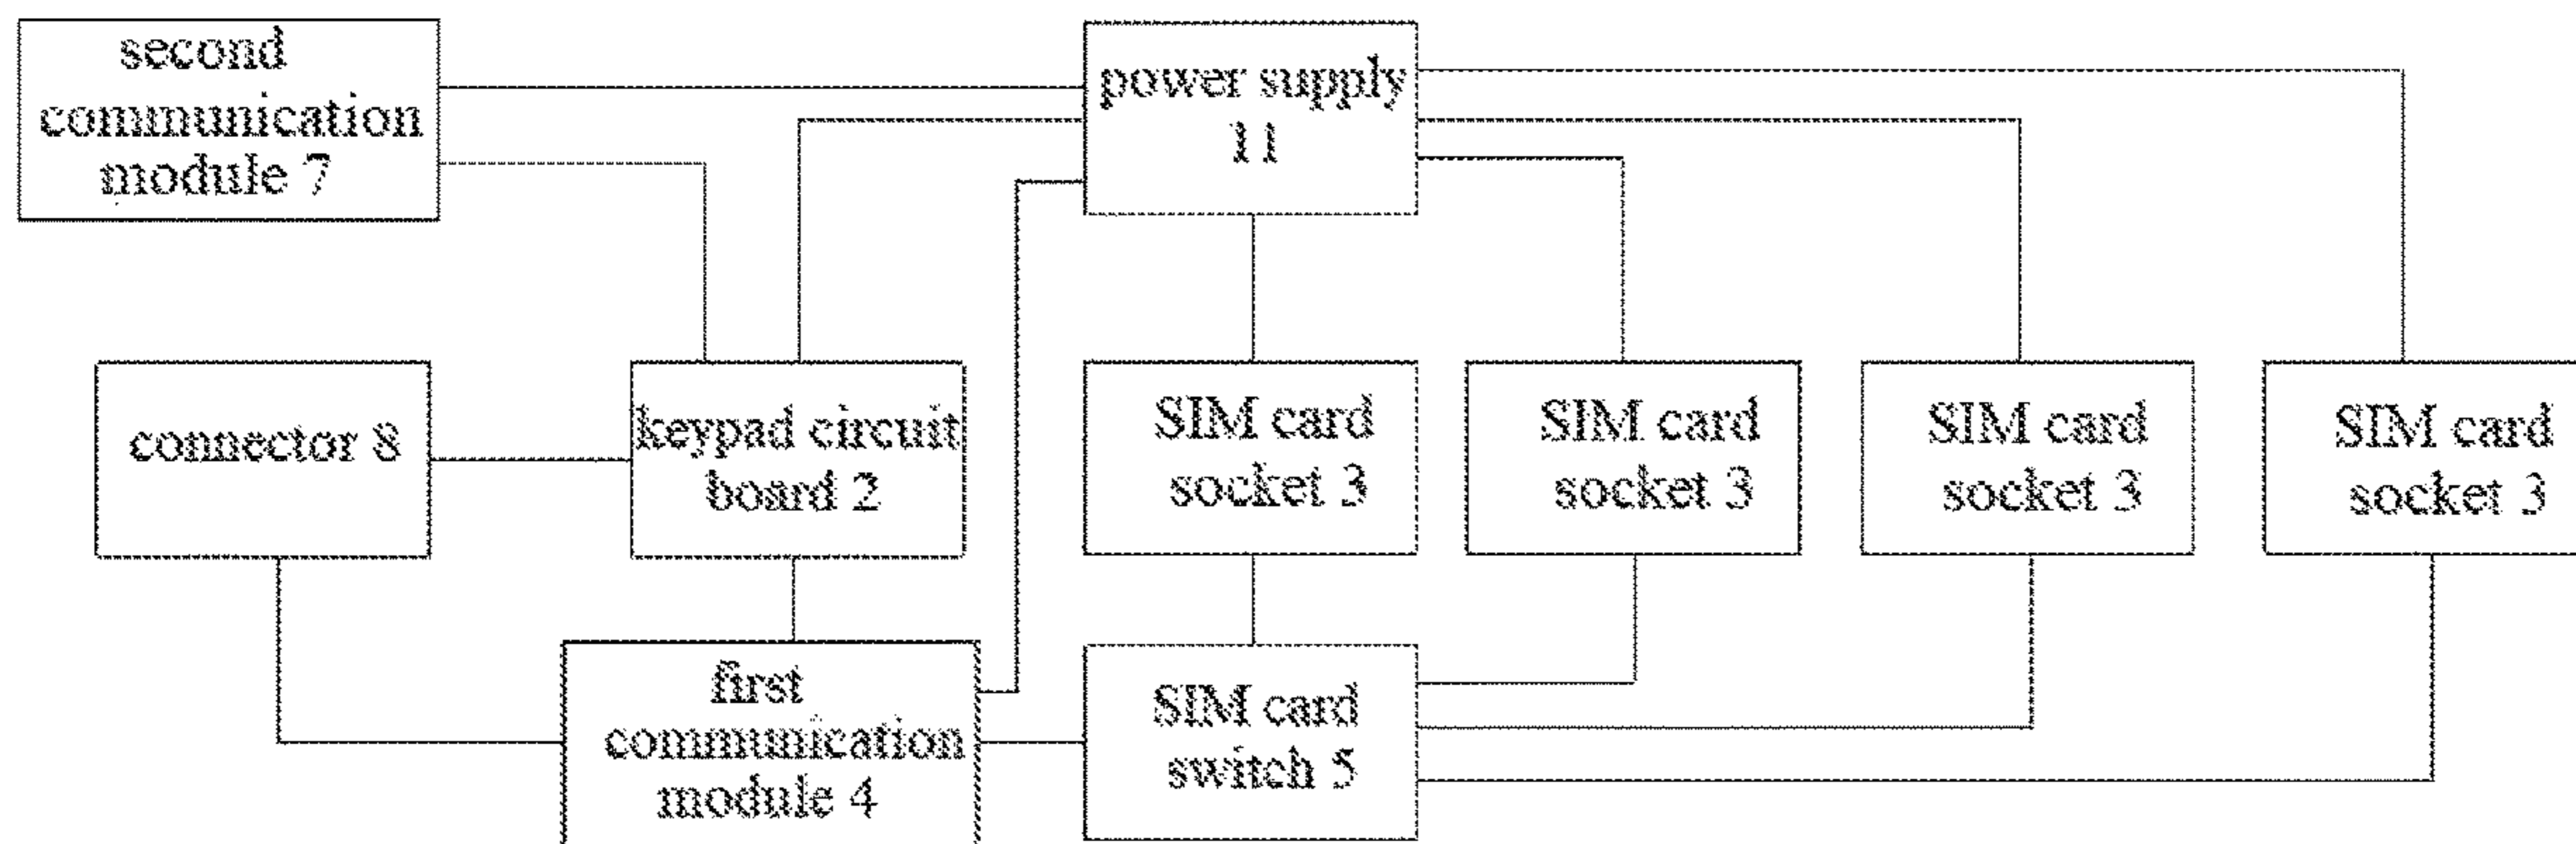 second
communication
module 7
power supply
11
connector 8
keypad circuit
board 2
SIM card
socket 3
SIM card
socket 3
SIM card
socket 3
SIM card
socket 3
first
communication
module 4
SIM card
switch 5